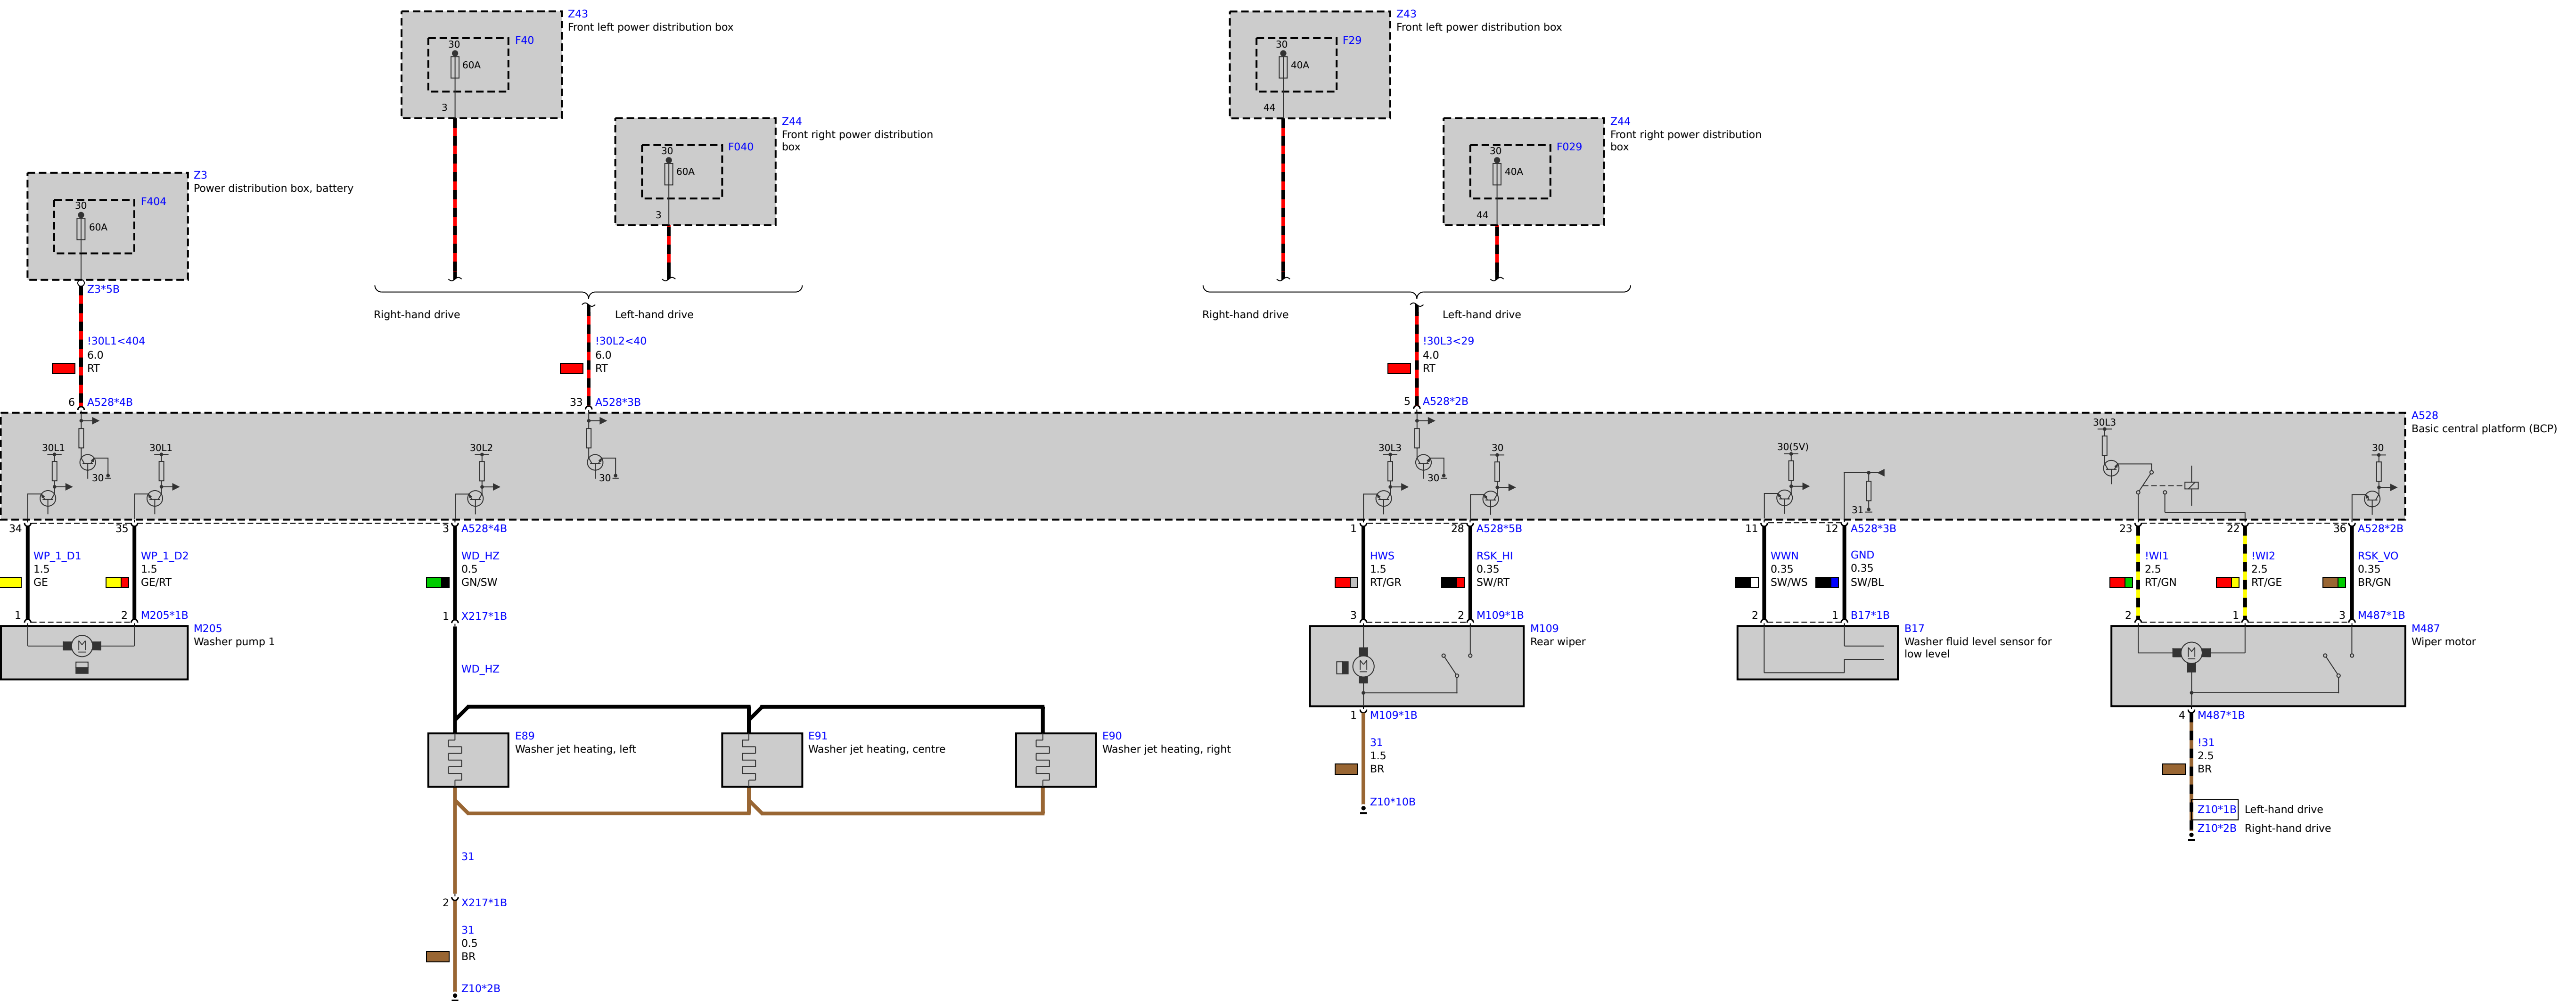 Z43
Front left power distribution box
30
F40
60A
3
Z43
Front left power distribution box
30
F29
40A
44
Z44
Front right power distribution
box
30
F040
60A
3
Z44
Front right power distribution
box
30
F029
40A
44
Z3
Power distribution box, battery
30
F404
60A
Z3*5B
Right-hand drive
Left-hand drive
Right-hand drive
Left-hand drive
!30L1<404
6.0
RT
!30L2<40
6.0
RT
!30L3<29
4.0
RT
6 A528*4B
33 A528*3B
5 A528*2B
A528
Basic central platform (BCP)
30L1
30
30L1
30L2
30
30L3
30
30
30(5V)
31
30L3
30
34
35
3 A528*4B
1
28 A528*5B
11
12 A528*3B
23
22
36 A528*2B
WP_1_D1
1.5
GE
WP_1_D2
1.5
GE/RT
WD_HZ
0.5
GN/SW
HWS
1.5
RT/GR
RSK_HI
0.35
SW/RT
WWN
0.35
SW/WS
GND
0.35
SW/BL
!WI1
2.5
RT/GN
!WI2
2.5
RT/GE
RSK_VO
0.35
BR/GN
1
2 M205*1B
1 X217*1B
3
2 M109*1B
2
1 B17*1B
2
1
3 M487*1B
M205
Washer pump 1
M
M109
Rear wiper
M
B17
Washer fluid level sensor for
low level
M487
Wiper motor
M
WD_HZ
E89
Washer jet heating, left
E91
Washer jet heating, centre
E90
Washer jet heating, right
1 M109*1B
31
1.5
BR
Z10*10B
4 M487*1B
!31
2.5
BR
Z10*1B Left-hand drive
Z10*2B Right-hand drive
31
2 X217*1B
31
0.5
BR
Z10*2B